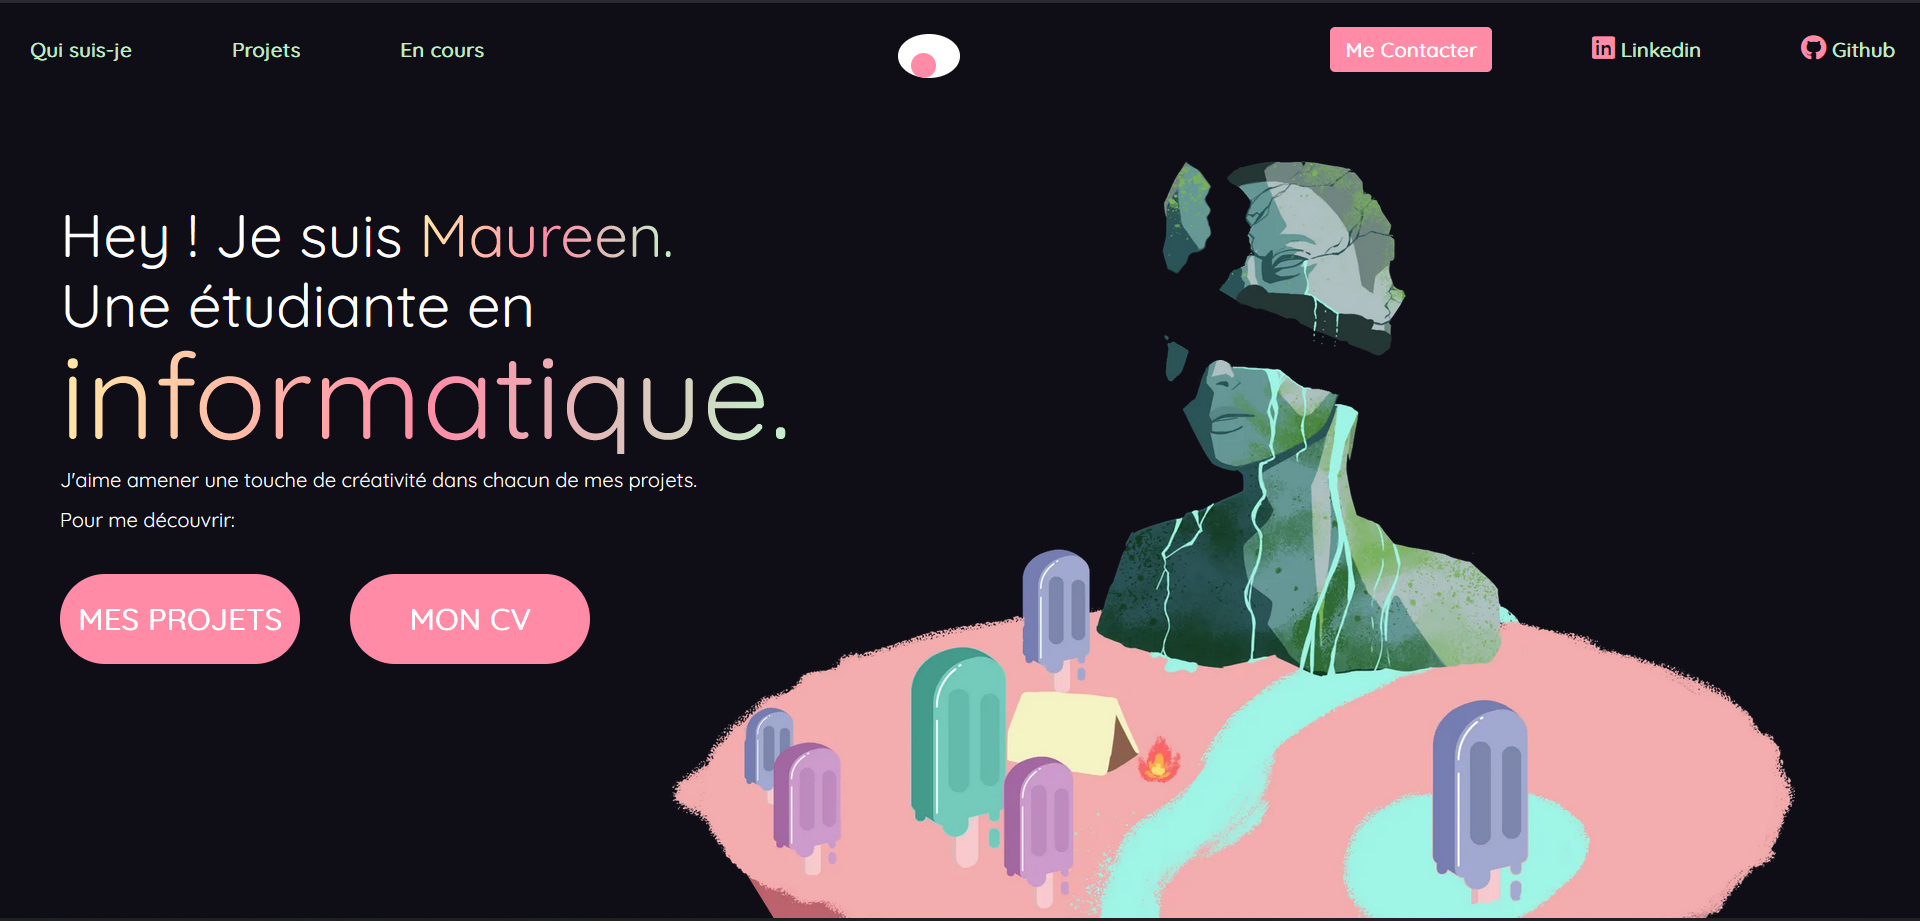 Qui suis-je
Projets
En cours
Me Contacter
in Linkedin
Github
Hey ! Je suis Maureen.
Une étudiante en
informatique.
J'aime amener une touche de créativité dans chacun de mes projets.
Pour me découvrir:
MES PROJETS
MON CV